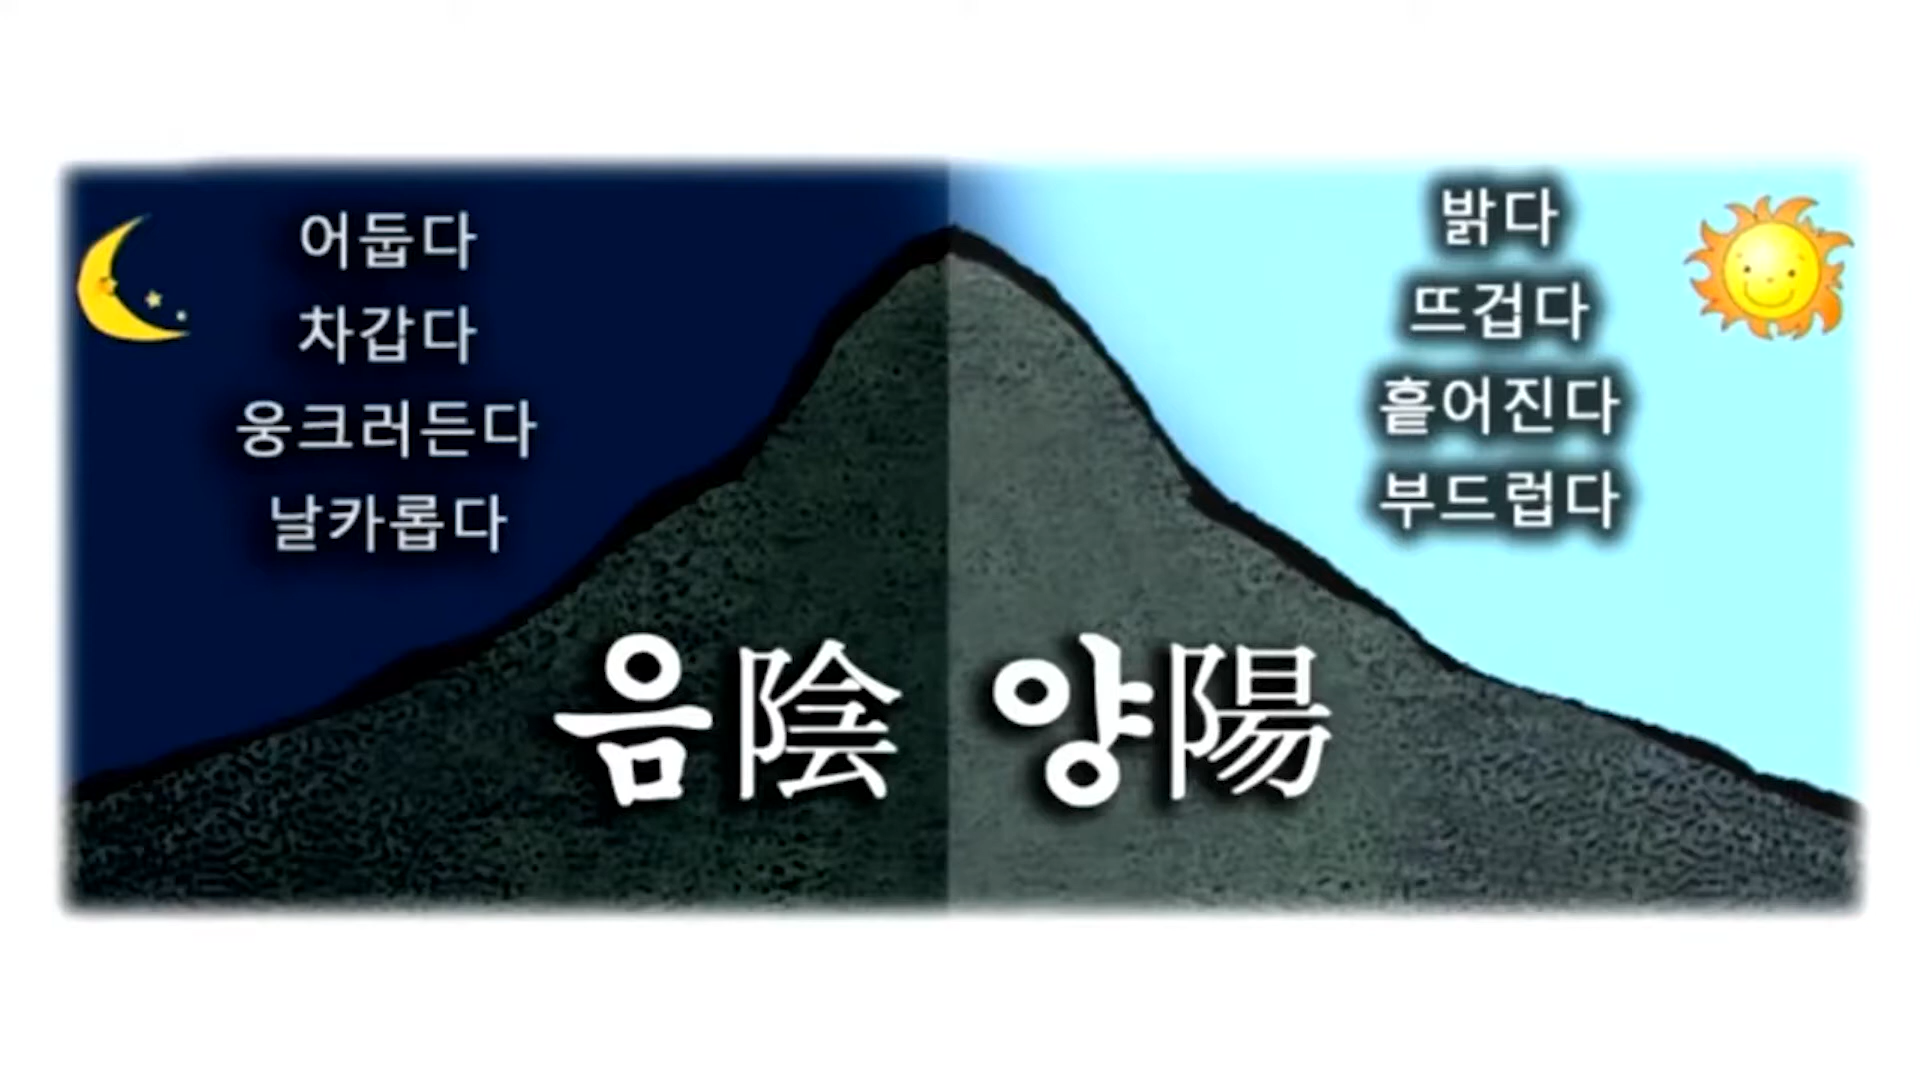 어둡다
차갑다
웅크러든다
날카롭다
밝다
뜨겁다
흩어진다
부드럽다
음陰 양陽